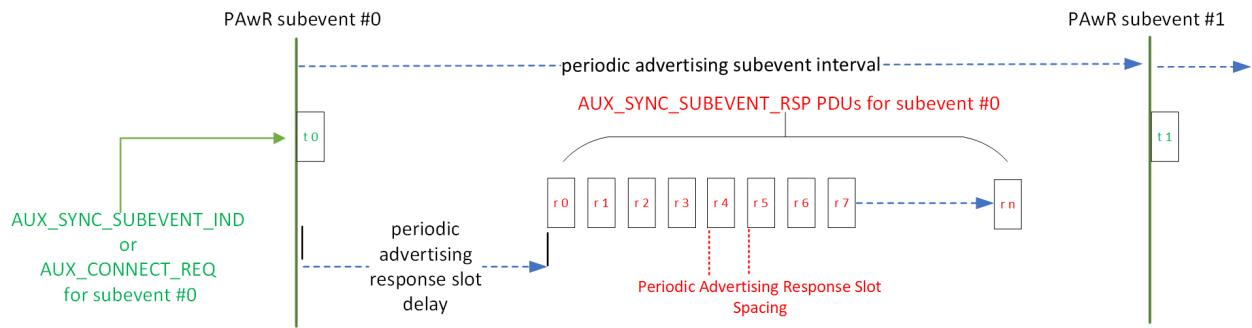 PAwR subevent #0
PAwR subevent #1
periodic advertising subevent interval
AUX_SYNC_SUBEVENT_RSP PDUs for subevent #0
t 0
t 1
r 0
r 1
r 2
r 3
r 4
r 5
r 6
r 7
r n
AUX_SYNC_SUBEVENT_IND
or
AUX_CONNECT_REQ
for subevent #0
periodic
advertising
response slot
delay
Periodic Advertising Response Slot
Spacing